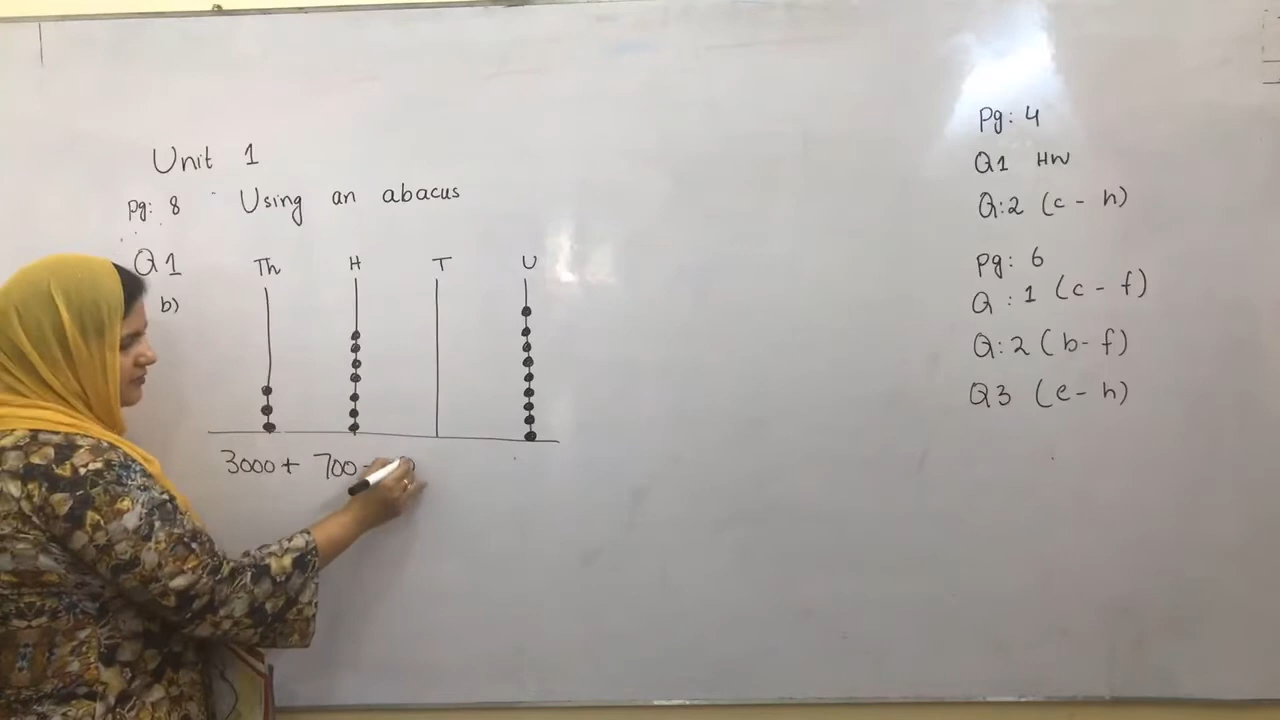 Unit 1
Pg: 8 Using an abacus
Q1
Th H T U
b)
3000 + 700
Pg: 4
Q1 HW
Q:2 (c - h)
Pg: 6
Q:1 (c - f)
Q:2 (b - f)
Q3 (e - h)